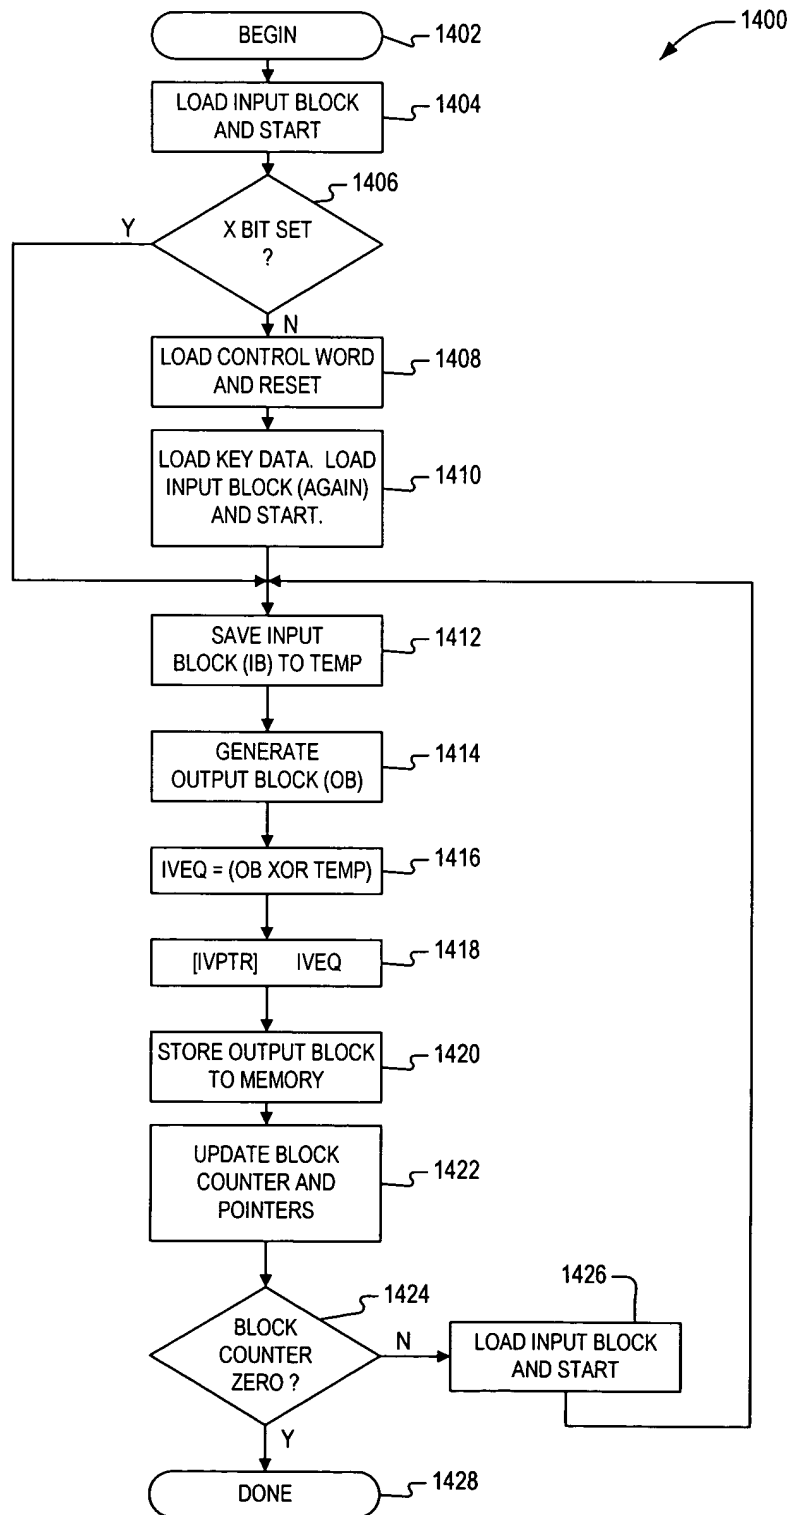 1400
BEGIN
1402
LOAD INPUT BLOCK
AND START
1404
1406
X BIT SET
?
Y
N
LOAD CONTROL WORD
AND RESET
1408
LOAD KEY DATA. LOAD
INPUT BLOCK (AGAIN)
AND START.
1410
SAVE INPUT
BLOCK (IB) TO TEMP
1412
GENERATE
OUTPUT BLOCK (OB)
1414
IVEQ = (OB XOR TEMP)
1416
[IVPTR] IVEQ
1418
STORE OUTPUT BLOCK
TO MEMORY
1420
UPDATE BLOCK
COUNTER AND
POINTERS
1422
1424
BLOCK
COUNTER
ZERO ?
N
1426
LOAD INPUT BLOCK
AND START
Y
DONE
1428